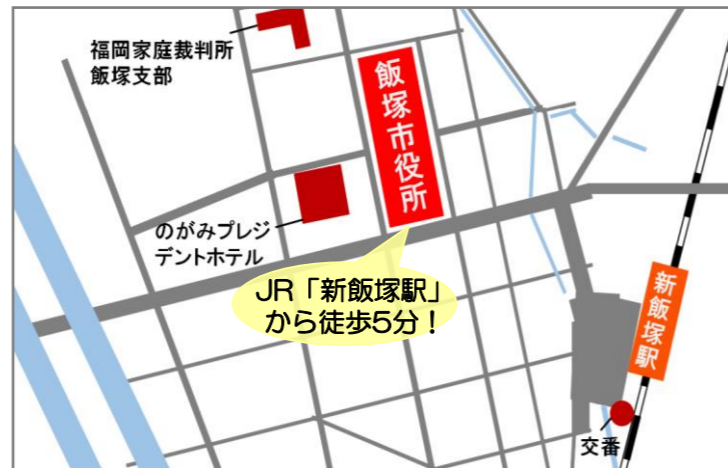 福岡家庭裁判所
飯塚支部
飯塚市役所
のがみプレジ
デントホテル
JR「新飯塚駅」
から徒歩5分！
新飯塚駅
交番